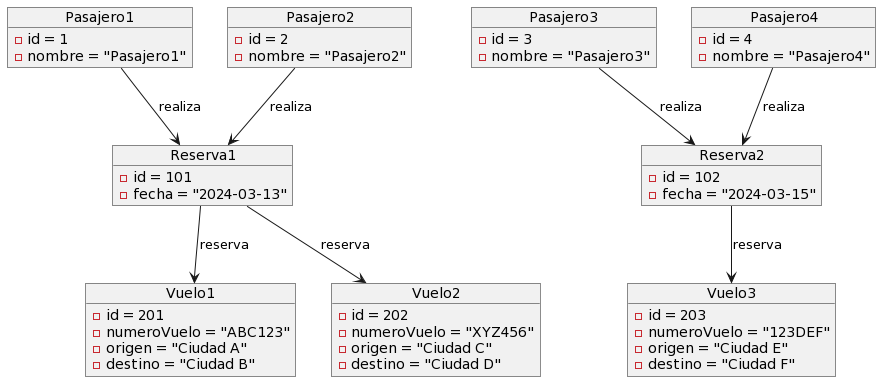 Pasajero1
id = 1
nombre = "Pasajero1"
Pasajero2
id = 2
nombre = "Pasajero2"
Pasajero3
id = 3
nombre = "Pasajero3"
Pasajero4
id = 4
nombre = "Pasajero4"
realiza
realiza
realiza
realiza
Reserva1
id = 101
fecha = "2024-03-13"
Reserva2
id = 102
fecha = "2024-03-15"
reserva
reserva
reserva
Vuelo1
id = 201
numeroVuelo = "ABC123"
origen = "Ciudad A"
destino = "Ciudad B"
Vuelo2
id = 202
numeroVuelo = "XYZ456"
origen = "Ciudad C"
destino = "Ciudad D"
Vuelo3
id = 203
numeroVuelo = "123DEF"
origen = "Ciudad E"
destino = "Ciudad F"